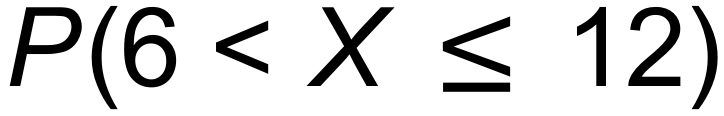 P(6 < X ≤ 12)